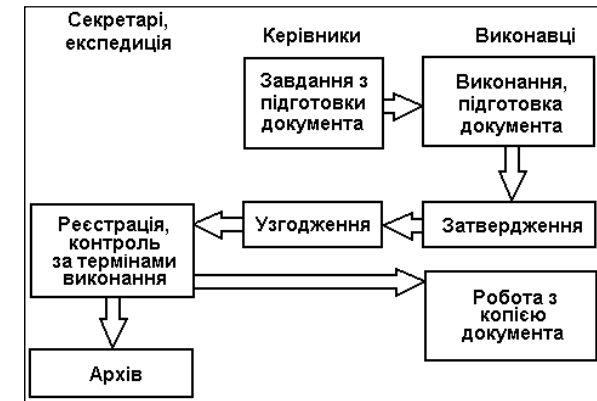 Секретарі,
експедиція
Керівники
Виконавці
Завдання з
підготовки
документа
Виконання,
підготовка
документа
Реєстрація,
контроль
за термінами
виконання
Узгодження
Затвердження
Робота з
копією
документа
Архів